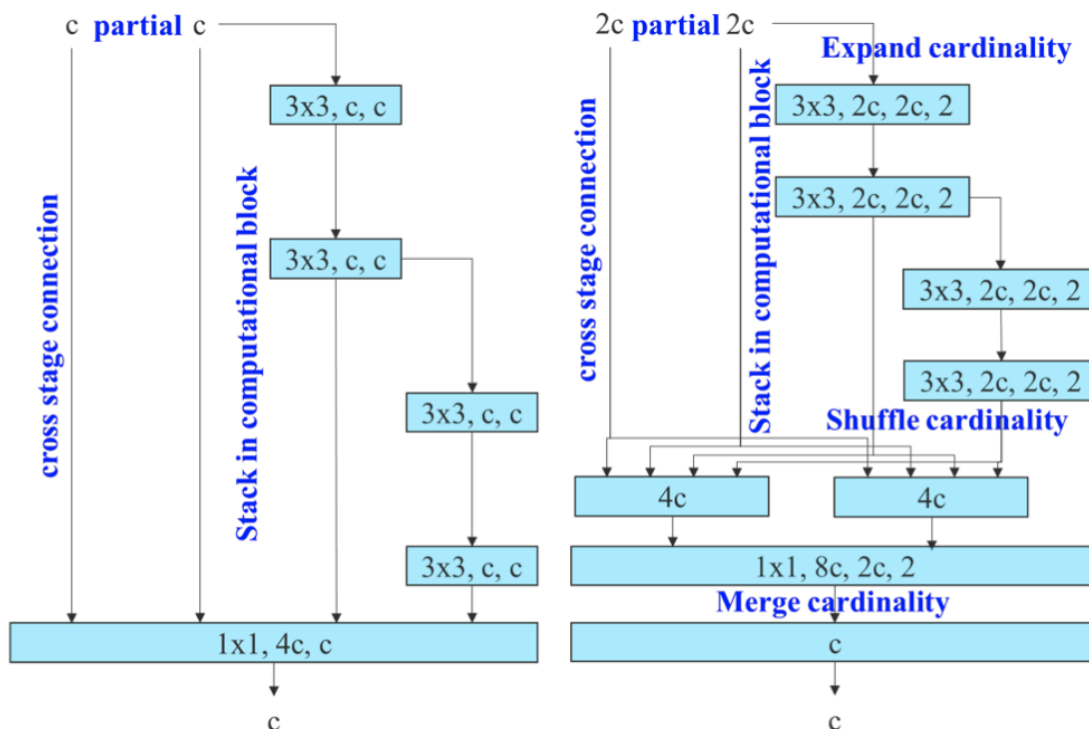 c partial c
3x3, c, c
cross stage connection
Stack in computational block
3x3, c, c
3x3, c, c
3x3, c, c
1x1, 4c, c
c
2c partial 2c
Expand cardinality
3x3, 2c, 2c, 2
cross stage connection
Stack in computational block
3x3, 2c, 2c, 2
3x3, 2c, 2c, 2
3x3, 2c, 2c, 2
Shuffle cardinality
4c
4c
1x1, 8c, 2c, 2
Merge cardinality
c
c